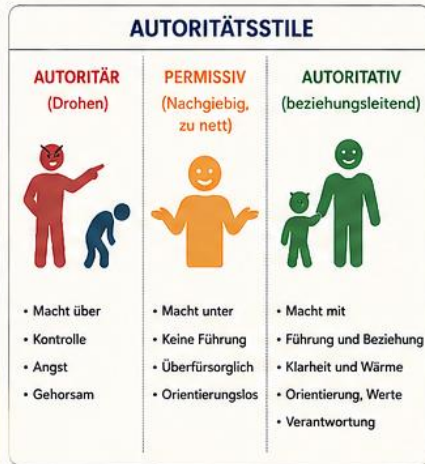 AUTORITÄTSSTILE
AUTORITÄR
(Drohen)
• Macht über
• Kontrolle
• Angst
• Gehorsam
PERMISSIV
(Nachgiebig,
zu nett)
• Macht unter
• Keine Führung
• Überfürsorglich
• Orientierungslos
AUTORITATIV
(beziehungsleitend)
• Macht mit
• Führung und Beziehung
• Klarheit und Wärme
• Orientierung, Werte
• Verantwortung